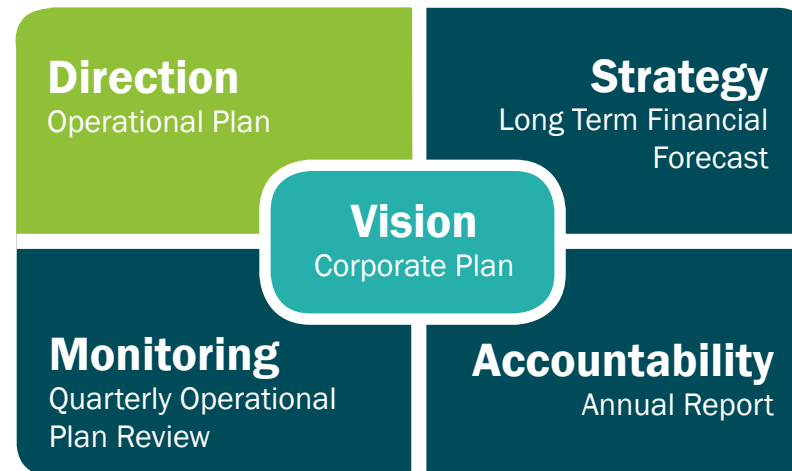 Direction
Operational Plan
Strategy
Long Term Financial
Forecast
Vision
Corporate Plan
Monitoring
Quarterly Operational
Plan Review
Accountability
Annual Report